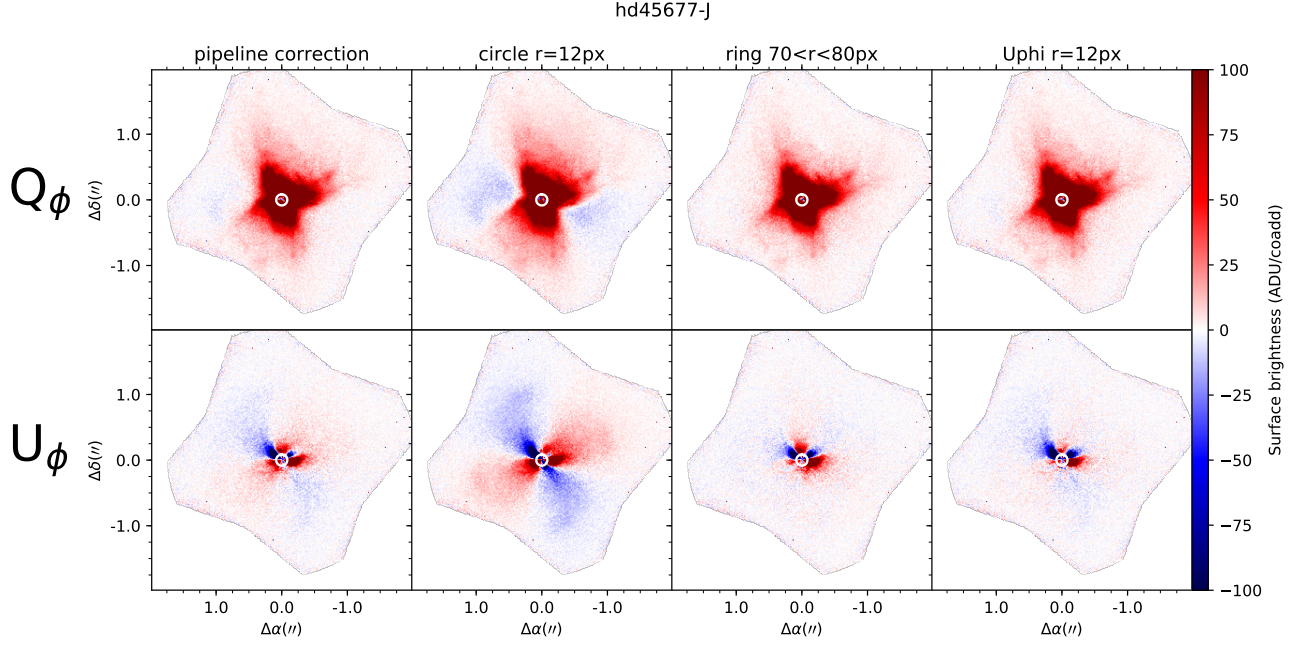 hd45677-J
pipeline correction circle r=12px ring 70<r<80px Uphi r=12px
Qϕ
Δδ(′′)
1.0
0.0
-1.0
Uϕ
Δδ(′′)
1.0
0.0
-1.0
1.0 0.0 -1.0 1.0 0.0 -1.0 1.0 0.0 -1.0 1.0 0.0 -1.0
Δα(′′) Δα(′′) Δα(′′) Δα(′′)
100
75
50
25
0
−25
−50
−75
−100
Surface brightness (ADU/coadd)